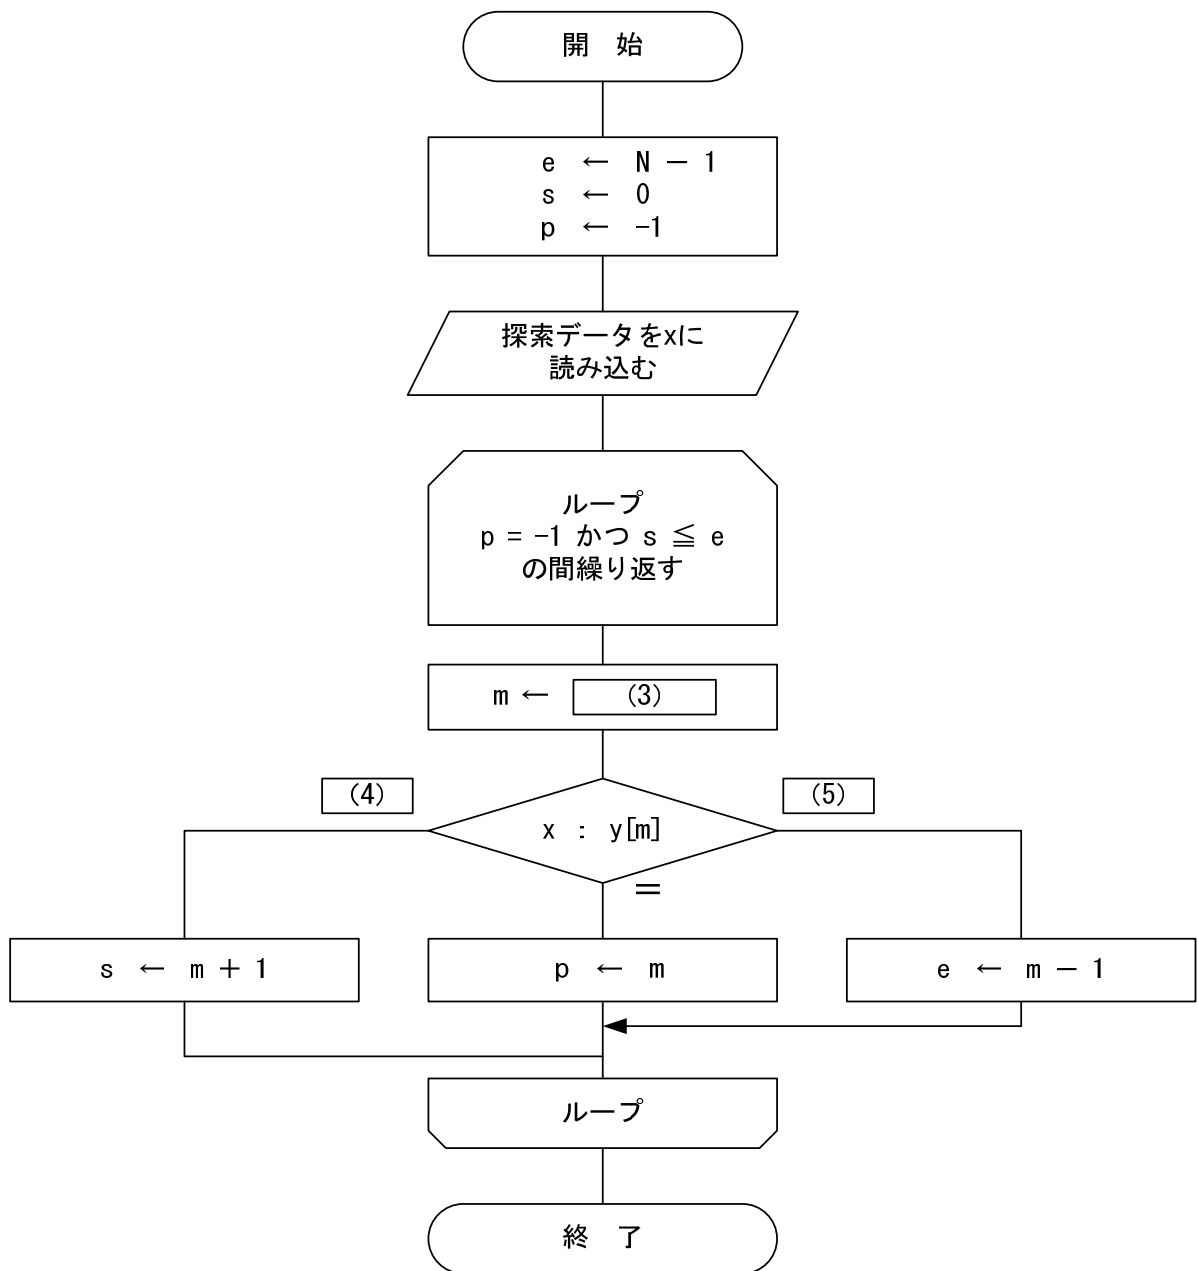 開　始
e ← N － 1
s ← 0
p ← -1
探索データをxに
読み込む
ループ
p = -1 かつ s ≦ e
の間繰り返す
m ← (3)
(4)
(5)
x : y[m]
＝
s ← m ＋ 1
p ← m
e ← m － 1
ループ
終　了